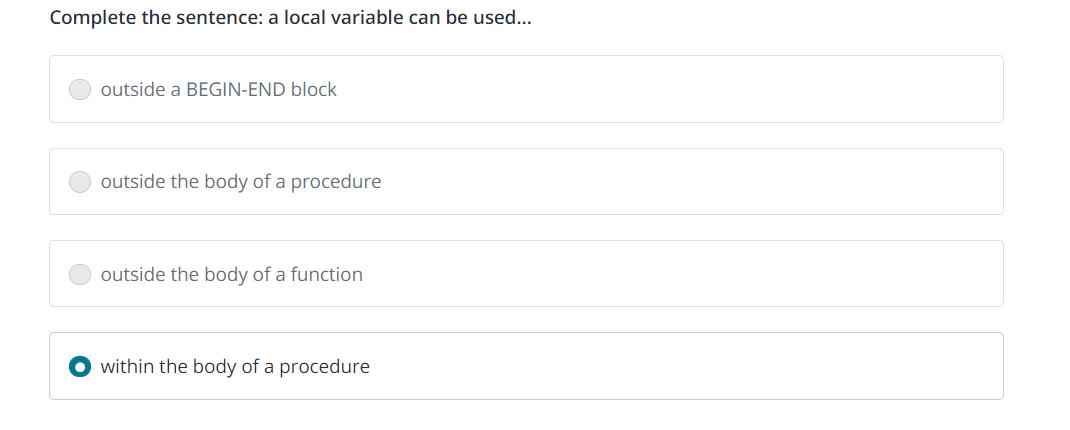 Complete the sentence: a local variable can be used...
outside a BEGIN-END block
outside the body of a procedure
outside the body of a function
within the body of a procedure